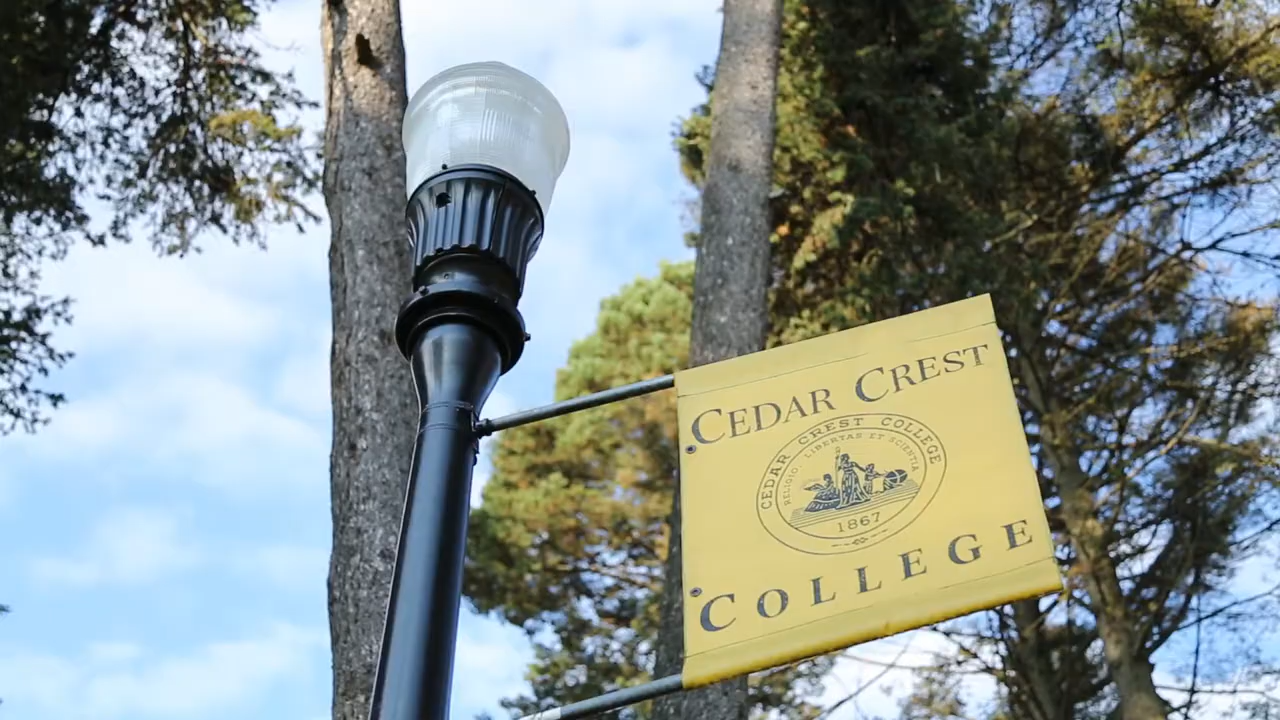 CEDAR CREST
CEDAR CREST COLLEGE
RELIGIO, LIBERTAS ET SCIENTIA
1867
COLLEGE